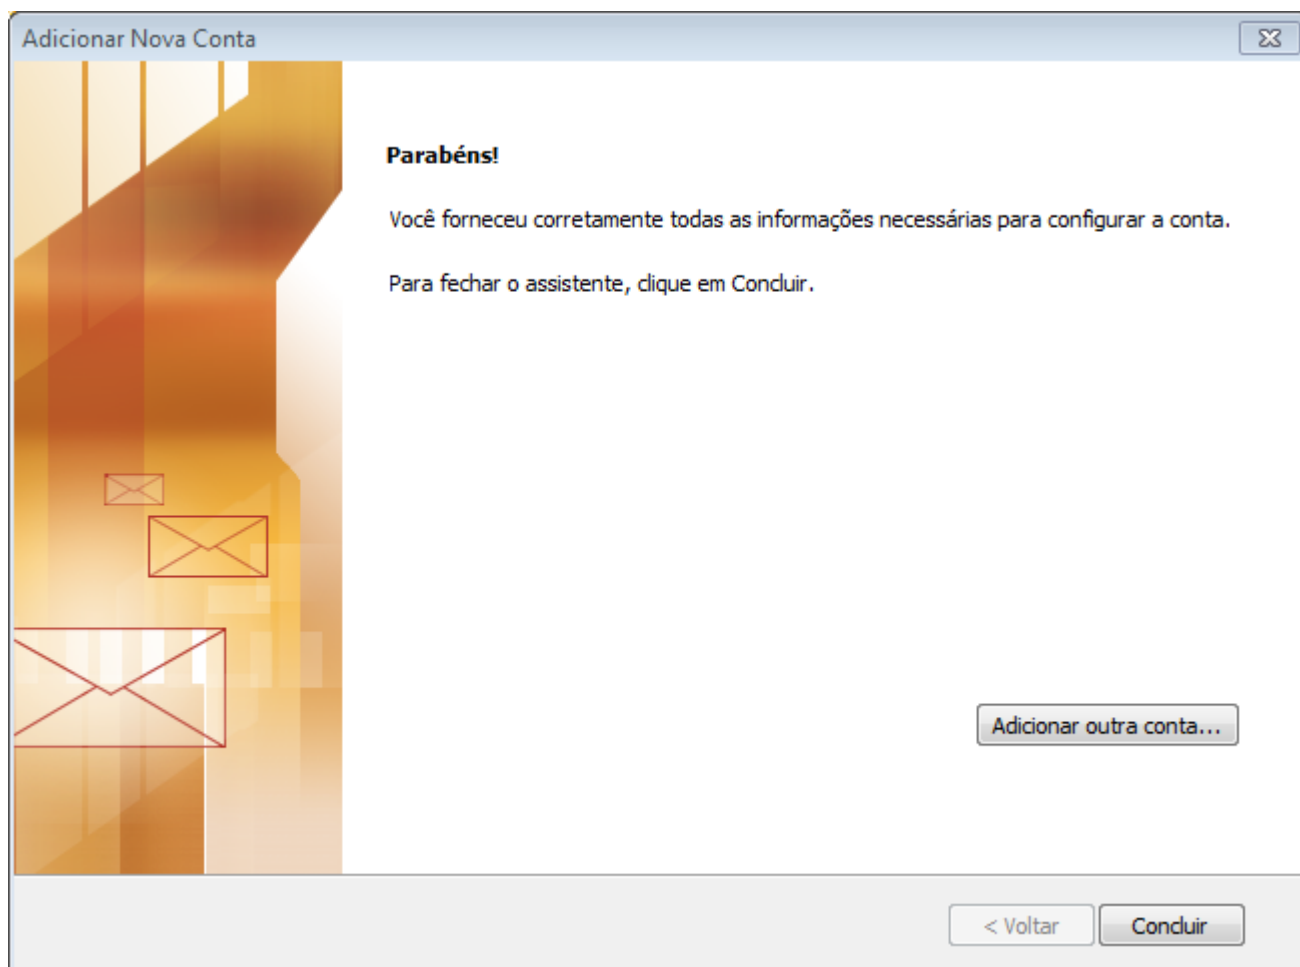 Adicionar Nova Conta
Parabéns!
Você forneceu corretamente todas as informações necessárias para configurar a conta.
Para fechar o assistente, clique em Concluir.
Adicionar outra conta...
< Voltar
Concluir